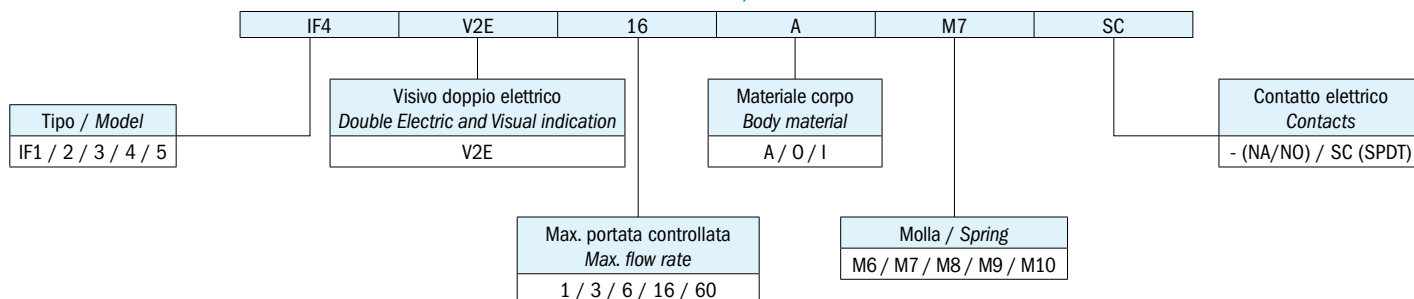 IF4 V2E 16 A M7 SC
Visivo doppio elettrico
Double Electric and Visual indication
V2E
Materiale corpo
Body material
A / O / I
Contatto elettrico
Contacts
- (NA/NO) / SC (SPDT)
Tipo / Model
IF1 / 2 / 3 / 4 / 5
Max. portata controllata
Max. flow rate
1 / 3 / 6 / 16 / 60
Molla / Spring
M6 / M7 / M8 / M9 / M10